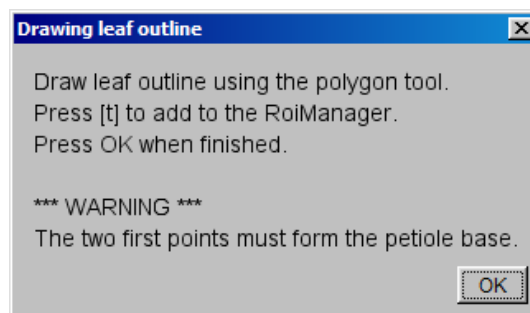 Drawing leaf outline
Draw leaf outline using the polygon tool.
Press [t] to add to the RoiManager.
Press OK when finished.
*** WARNING ***
The two first points must form the petiole base.
OK